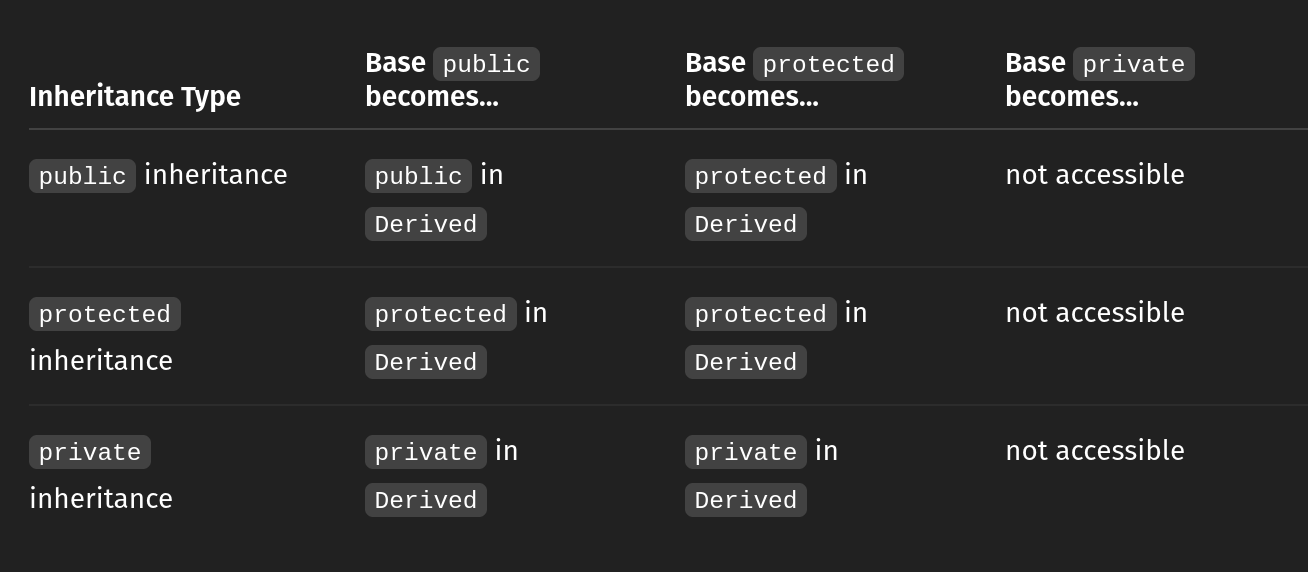 Inheritance Type
Base public
becomes...
Base protected
becomes...
Base private
becomes...
public inheritance
public in
Derived
protected in
Derived
not accessible
protected
inheritance
protected in
Derived
protected in
Derived
not accessible
private
inheritance
private in
Derived
private in
Derived
not accessible